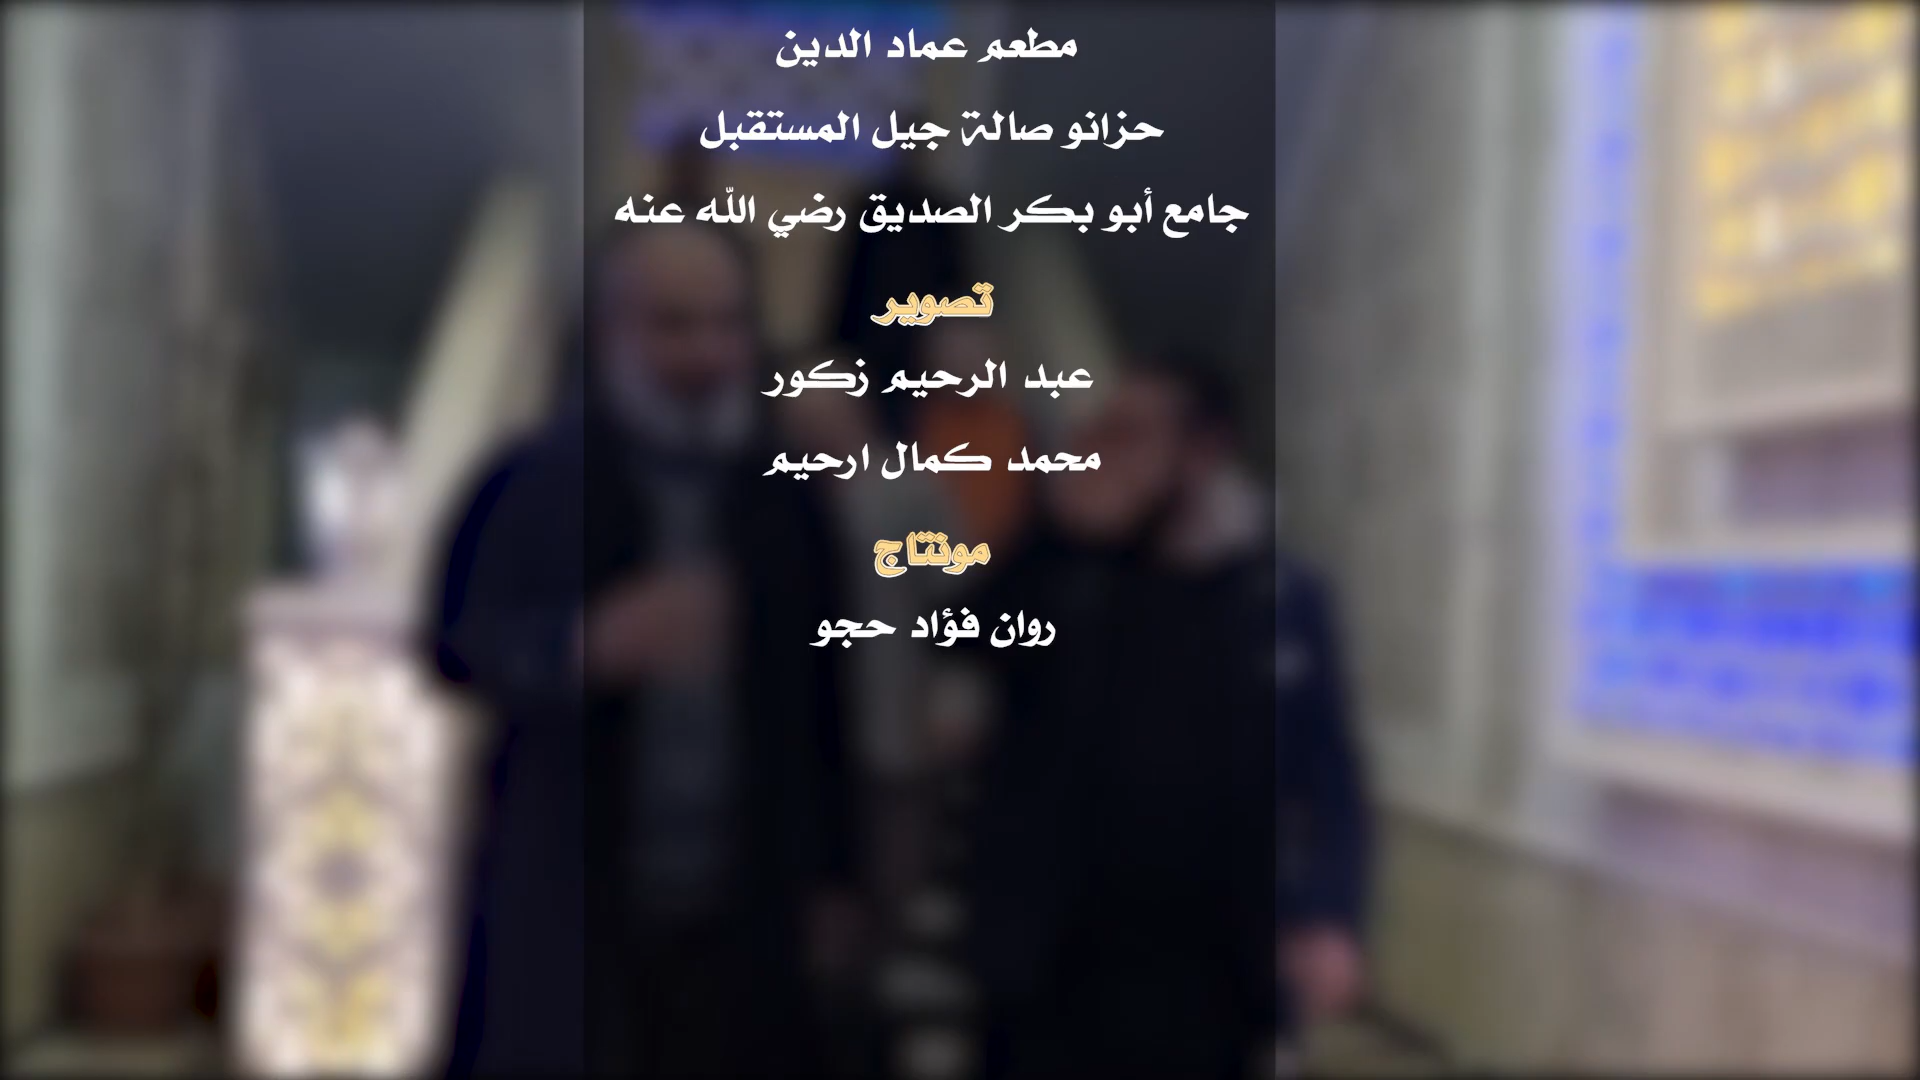 مطعم عماد الدين
حزانو صالة جيل المستقبل
جامع أبو بكر الصديق رضي الله عنه
تصوير
عبد الرحيم زكور
محمد كمال ارحيم
مونتاج
روان فؤاد حجو